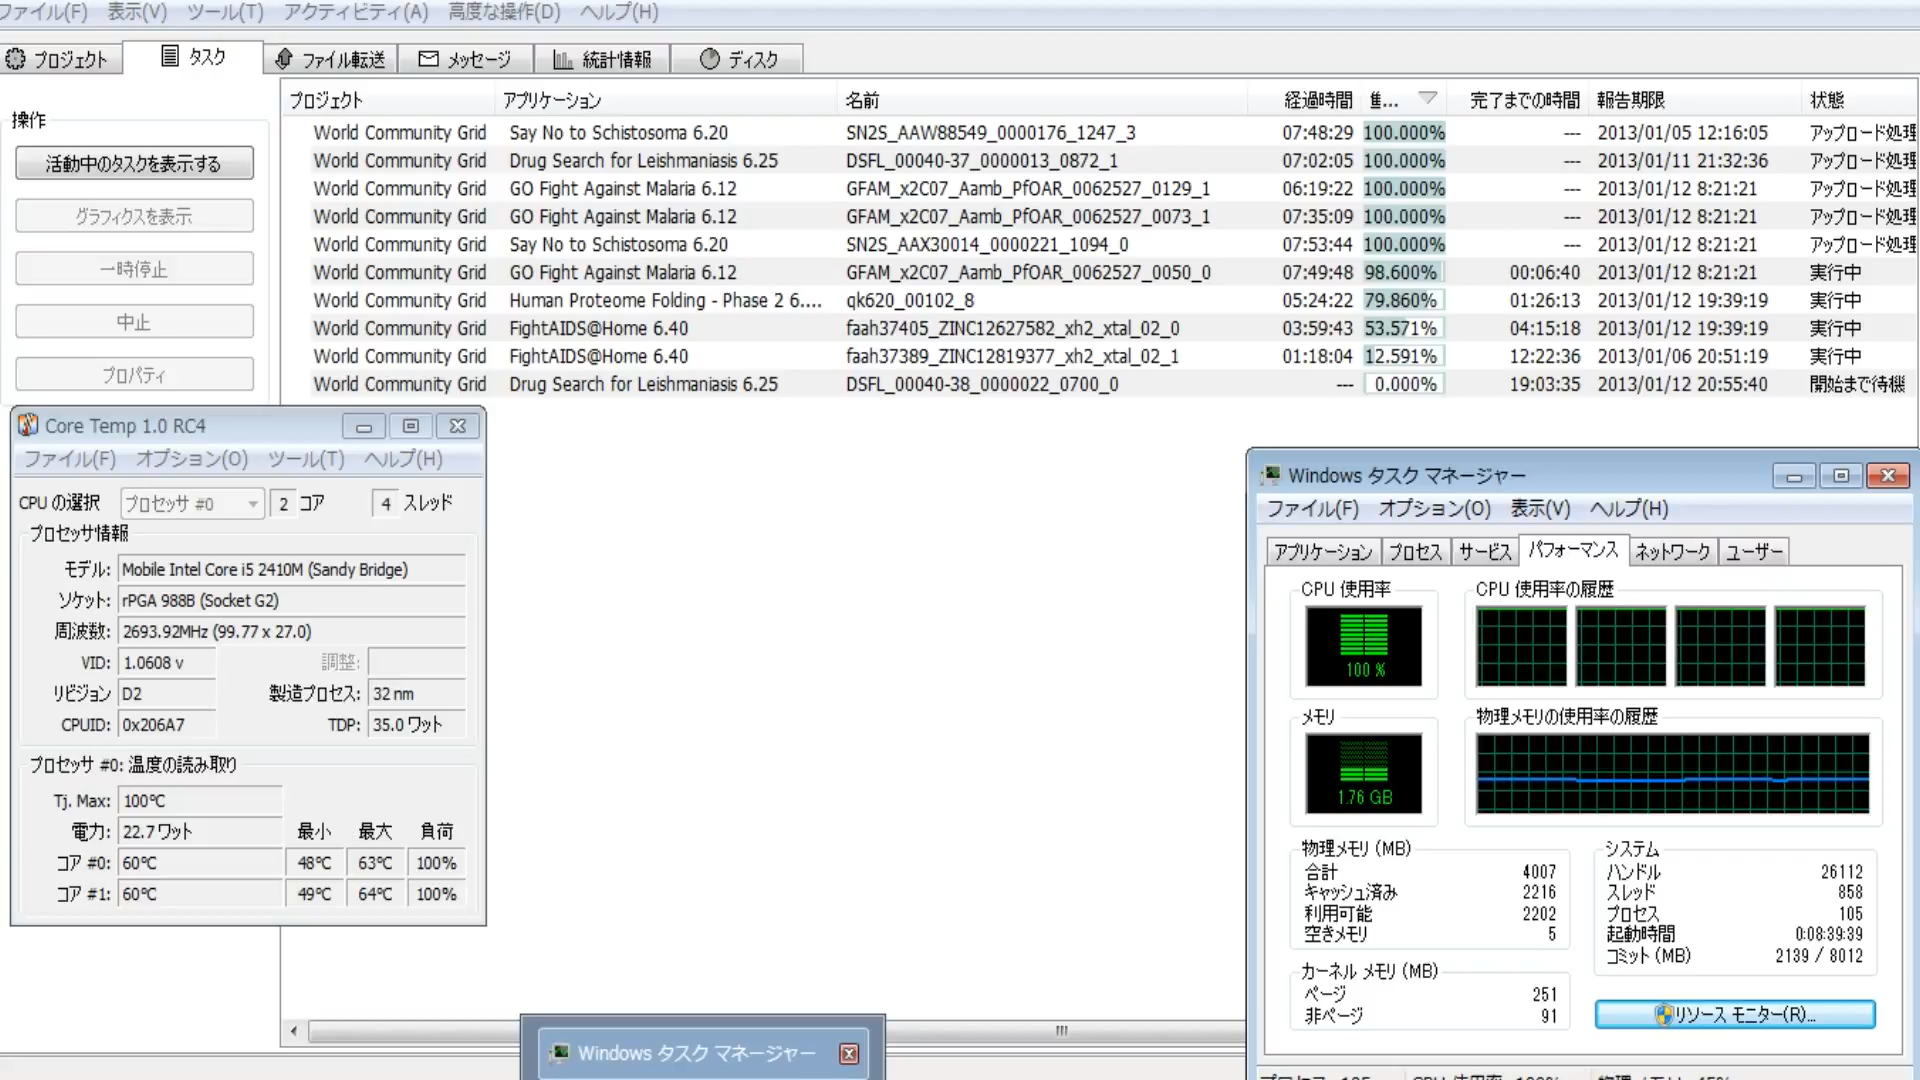 ファイル(F) 表示(V) ツール(T) アクティビティ(A) 高度な操作(D) ヘルプ(H)
プロジェクト タスク ファイル転送 メッセージ 統計情報 ディスク
操作
活動中のタスクを表示する
グラフィクスを表示
一時停止
中止
プロパティ
プロジェクト アプリケーション 名前 経過時間 進... 完了までの時間 報告期限 状態
World Community Grid Say No to Schistosoma 6.20 SN2S_AAW88549_0000176_1247_3 07:48:29 100.000% --- 2013/01/05 12:16:05 アップロード処理
World Community Grid Drug Search for Leishmaniasis 6.25 DSFL_00040-37_0000013_0872_1 07:02:05 100.000% --- 2013/01/11 21:32:36 アップロード処理
World Community Grid GO Fight Against Malaria 6.12 GFAM_x2C07_Aamb_PfOAR_0062527_0129_1 06:19:22 100.000% --- 2013/01/12 8:21:21 アップロード処理
World Community Grid GO Fight Against Malaria 6.12 GFAM_x2C07_Aamb_PfOAR_0062527_0073_1 07:35:09 100.000% --- 2013/01/12 8:21:21 アップロード処理
World Community Grid Say No to Schistosoma 6.20 SN2S_AAX30014_0000221_1094_0 07:53:44 100.000% --- 2013/01/12 8:21:21 アップロード処理
World Community Grid GO Fight Against Malaria 6.12 GFAM_x2C07_Aamb_PfOAR_0062527_0050_0 07:49:48 98.600% 00:06:40 2013/01/12 8:21:21 実行中
World Community Grid Human Proteome Folding - Phase 2 6.... qk620_00102_8 05:24:22 79.860% 01:26:13 2013/01/12 19:39:19 実行中
World Community Grid FightAIDS@Home 6.40 faah37405_ZINC12627582_xh2_xtal_02_0 03:59:43 53.571% 04:15:18 2013/01/12 19:39:19 実行中
World Community Grid FightAIDS@Home 6.40 faah37389_ZINC12819377_xh2_xtal_02_1 01:18:04 12.591% 12:22:36 2013/01/06 20:51:19 実行中
World Community Grid Drug Search for Leishmaniasis 6.25 DSFL_00040-38_0000022_0700_0 --- 0.000% 19:03:35 2013/01/12 20:55:40 開始まで待機
Core Temp 1.0 RC4
ファイル(F) オプション(O) ツール(T) ヘルプ(H)
CPU の選択 プロセッサ #0 2 コア 4 スレッド
プロセッサ情報
モデル: Mobile Intel Core i5 2410M (Sandy Bridge)
ソケット: rPGA 988B (Socket G2)
周波数: 2693.92MHz (99.77 x 27.0)
VID: 1.0608 v 調整:
リビジョン D2 製造プロセス: 32 nm
CPUID: 0x206A7 TDP: 35.0 ワット
プロセッサ #0: 温度の読み取り
Tj. Max: 100℃
電力: 22.7 ワット 最小 最大 負荷
コア #0: 60℃ 48℃ 63℃ 100%
コア #1: 60℃ 49℃ 64℃ 100%
Windows タスク マネージャー
ファイル(F) オプション(O) 表示(V) ヘルプ(H)
アプリケーション プロセス サービス パフォーマンス ネットワーク ユーザー
CPU 使用率 CPU 使用率の履歴
100 %
メモリ 物理メモリの使用率の履歴
1.76 GB
物理メモリ (MB)
合計 4007
キャッシュ済み 2216
利用可能 2202
空きメモリ 5
カーネル メモリ (MB)
ページ 251
非ページ 91
システム
ハンドル 26112
スレッド 858
プロセス 105
起動時間 0:08:39:39
コミット (MB) 2139 / 8012
リソース モニター(R)...
Windows タスク マネージャー